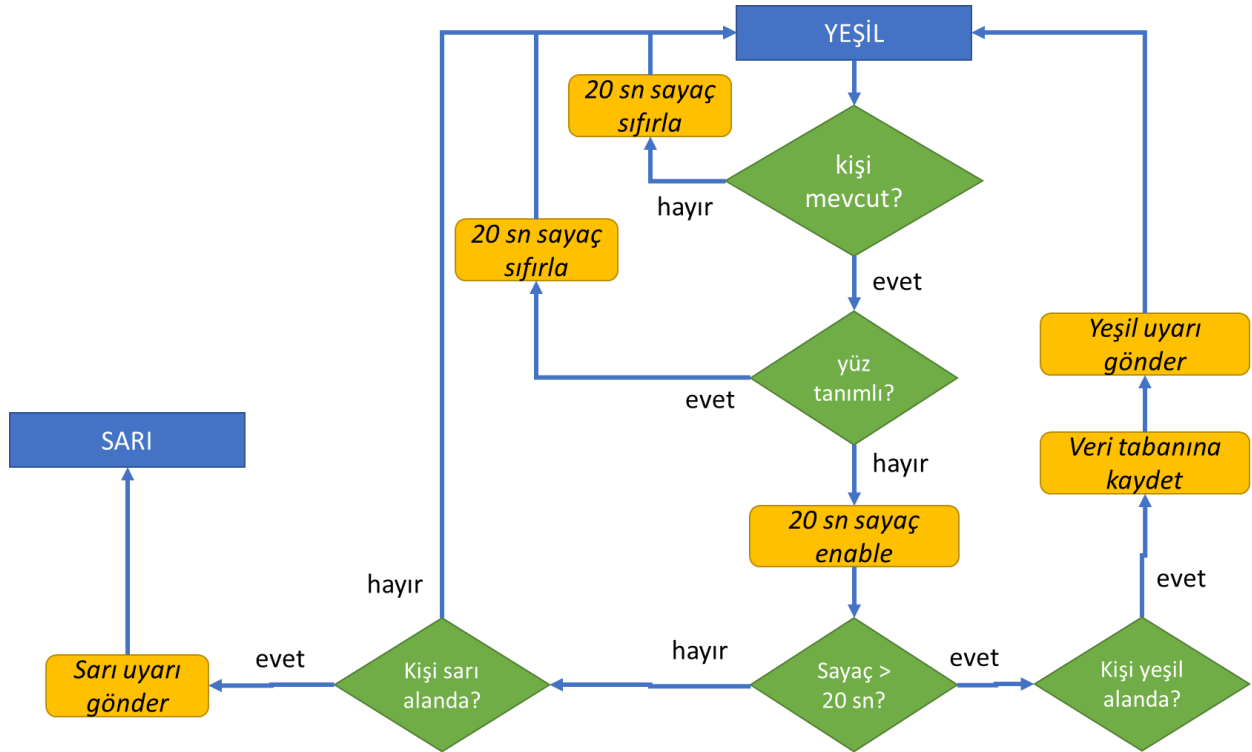 YEŞİL
20 sn sayaç
sıfırla
kişi
mevcut?
hayır
20 sn sayaç
sıfırla
evet
Yeşil uyarı
gönder
yüz
tanımlı?
evet
SARI
hayır
Veri tabanına
kaydet
20 sn sayaç
enable
hayır
evet
evet
Sarı uyarı
gönder
Kişi sarı
alanda?
hayır
Sayaç >
20 sn?
evet
Kişi yeşil
alanda?